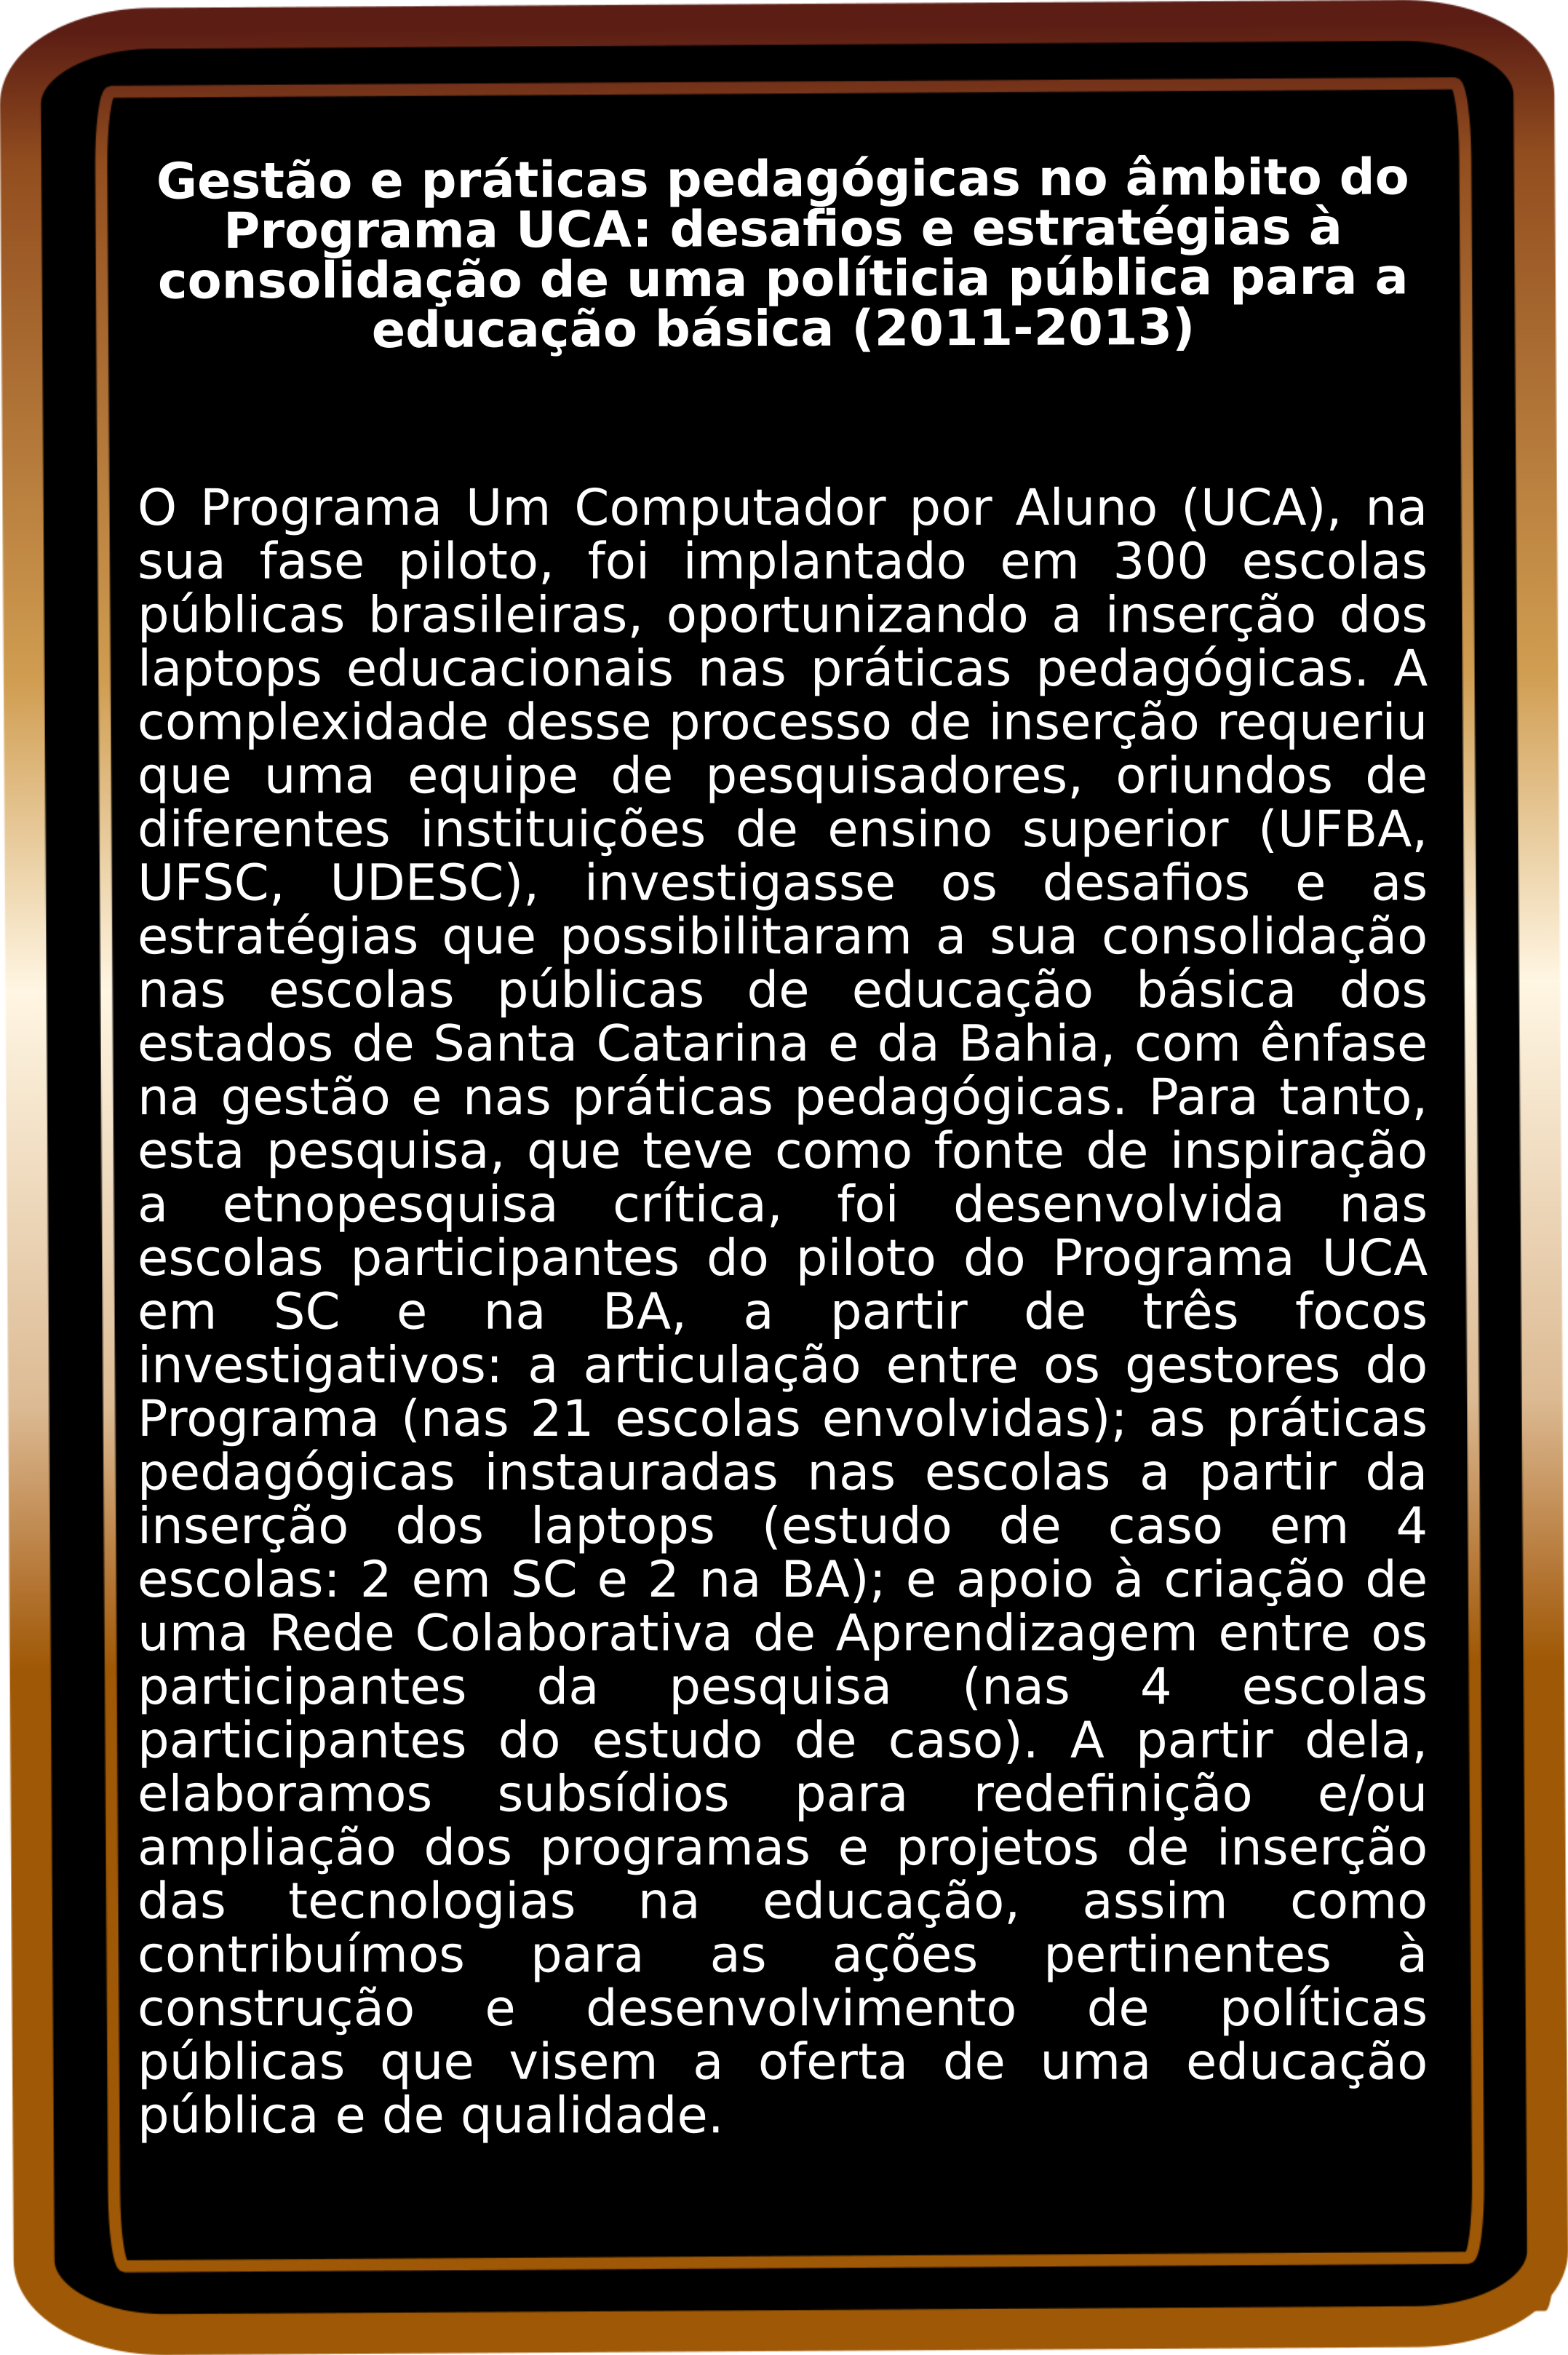 Gestão e práticas pedagógicas no âmbito do
Programa UCA: desafios e estratégias à
consolidação de uma políticia pública para a
educação básica (2011-2013)
O Programa Um Computador por Aluno (UCA), na
sua fase piloto, foi implantado em 300 escolas
públicas brasileiras, oportunizando a inserção dos
laptops educacionais nas práticas pedagógicas. A
complexidade desse processo de inserção requeriu
que uma equipe de pesquisadores, oriundos de
diferentes instituições de ensino superior (UFBA,
UFSC, UDESC), investigasse os desafios e as
estratégias que possibilitaram a sua consolidação
nas escolas públicas de educação básica dos
estados de Santa Catarina e da Bahia, com ênfase
na gestão e nas práticas pedagógicas. Para tanto,
esta pesquisa, que teve como fonte de inspiração
a etnopesquisa crítica, foi desenvolvida nas
escolas participantes do piloto do Programa UCA
em SC e na BA, a partir de três focos
investigativos: a articulação entre os gestores do
Programa (nas 21 escolas envolvidas); as práticas
pedagógicas instauradas nas escolas a partir da
inserção dos laptops (estudo de caso em 4
escolas: 2 em SC e 2 na BA); e apoio à criação de
uma Rede Colaborativa de Aprendizagem entre os
participantes da pesquisa (nas 4 escolas
participantes do estudo de caso). A partir dela,
elaboramos subsídios para redefinição e/ou
ampliação dos programas e projetos de inserção
das tecnologias na educação, assim como
contribuímos para as ações pertinentes à
construção e desenvolvimento de políticas
públicas que visem a oferta de uma educação
pública e de qualidade.